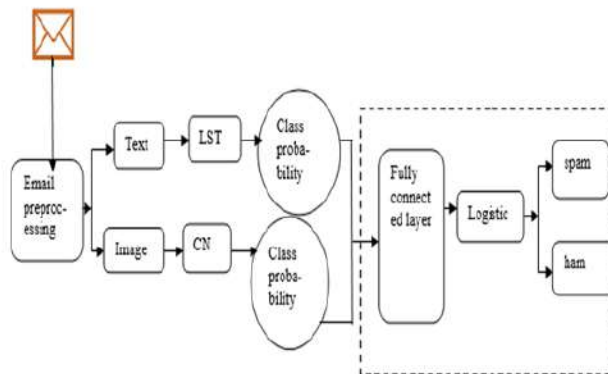 Email
preproc-
essing
Text
LST
Class
proba-
bility
Image
CN
Class
proba-
bility
Fully
connect
ed layer
Logistic
spam
ham